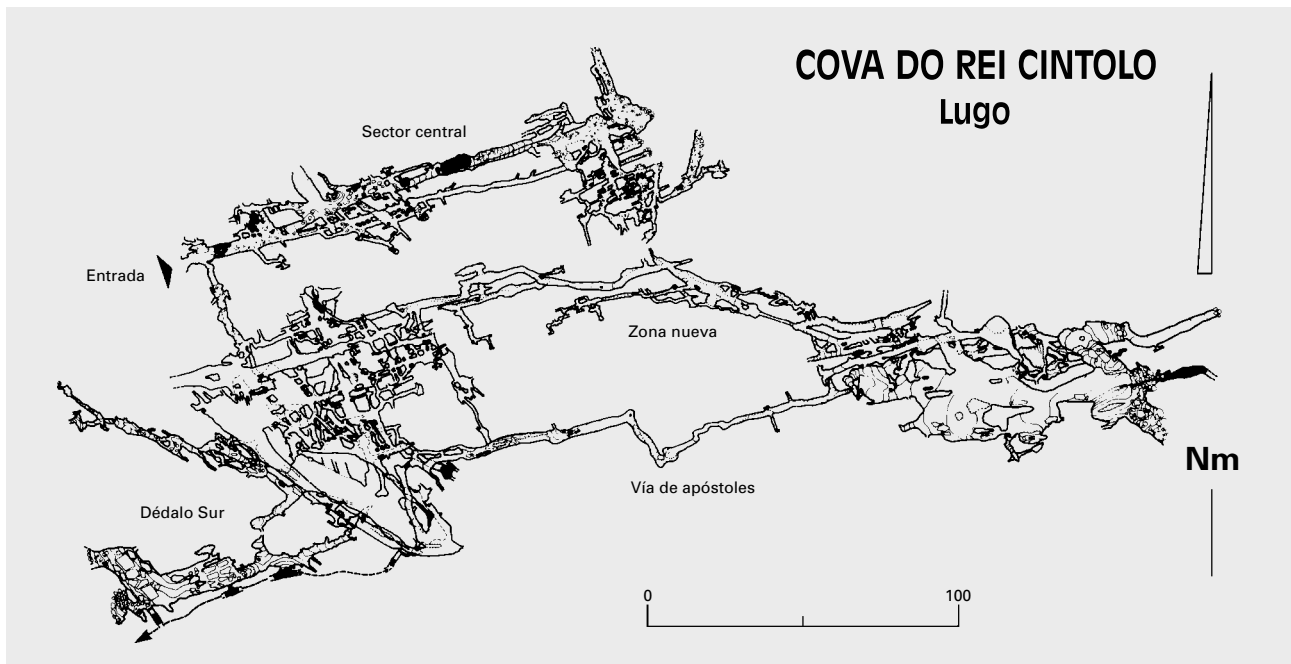 COVA DO REI CINTOLO
Lugo
Sector central
Entrada
Zona nueva
Nm
Vía de apóstoles
Dédalo Sur
0 100